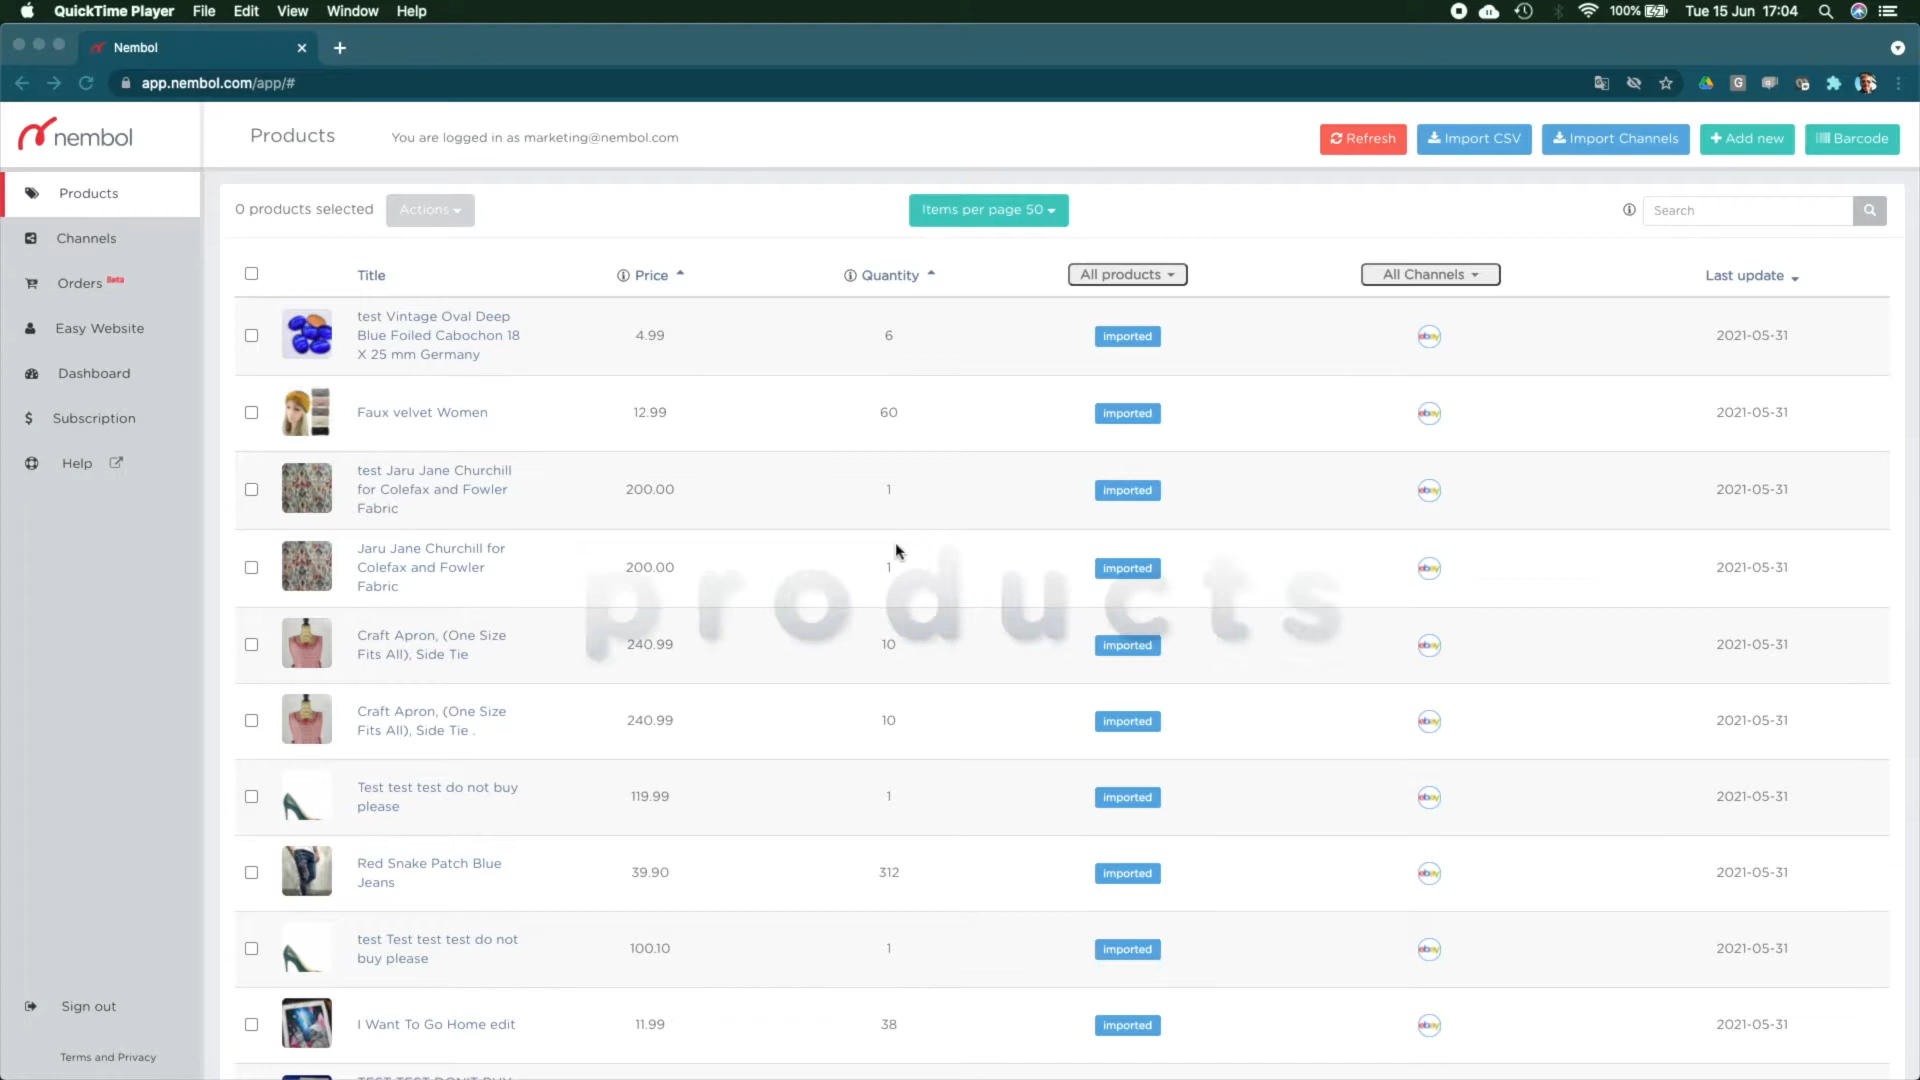 QuickTime Player File Edit View Window Help 100% Tue 15 Jun 17:04
Nembol
app.nembol.com/app/#
nembol
Products You are logged in as marketing@nembol.com Refresh Import CSV Import Channels + Add new Barcode
Products
Channels
Orders Beta
Easy Website
Dashboard
$ Subscription
Help
Sign out
Terms and Privacy
0 products selected Actions Items per page 50 Search
Title Price Quantity All products All Channels Last update
test Vintage Oval Deep
Blue Foiled Cabochon 18
X 25 mm Germany
4.99 6 imported ebay 2021-05-31
Faux velvet Women 12.99 60 imported ebay 2021-05-31
test Jaru Jane Churchill
for Colefax and Fowler
Fabric
200.00 1 imported ebay 2021-05-31
Jaru Jane Churchill for
Colefax and Fowler
Fabric
200.00 1 imported ebay 2021-05-31
products
Craft Apron, (One Size
Fits All), Side Tie
240.99 10 imported ebay 2021-05-31
Craft Apron, (One Size
Fits All), Side Tie .
240.99 10 imported ebay 2021-05-31
Test test test do not buy
please
119.99 1 imported ebay 2021-05-31
Red Snake Patch Blue
Jeans
39.90 312 imported ebay 2021-05-31
test Test test test do not
buy please
100.10 1 imported ebay 2021-05-31
I Want To Go Home edit 11.99 38 imported ebay 2021-05-31